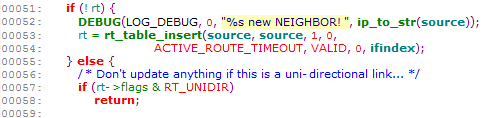 00051: if (! rt) {
00052: DEBUG(LOG_DEBUG, 0, "%s new NEIGHBOR! ", ip_to_str(source));
00053: rt = rt_table_insert(source, source, 1, 0,
00054: ACTIVE_ROUTE_TIMEOUT, VALID, 0, ifindex);
00055: } else {
00056: /* Don't update anything if this is a uni-directional link... */
00057: if (rt->flags & RT_UNIDIR)
00058: return;
00059: